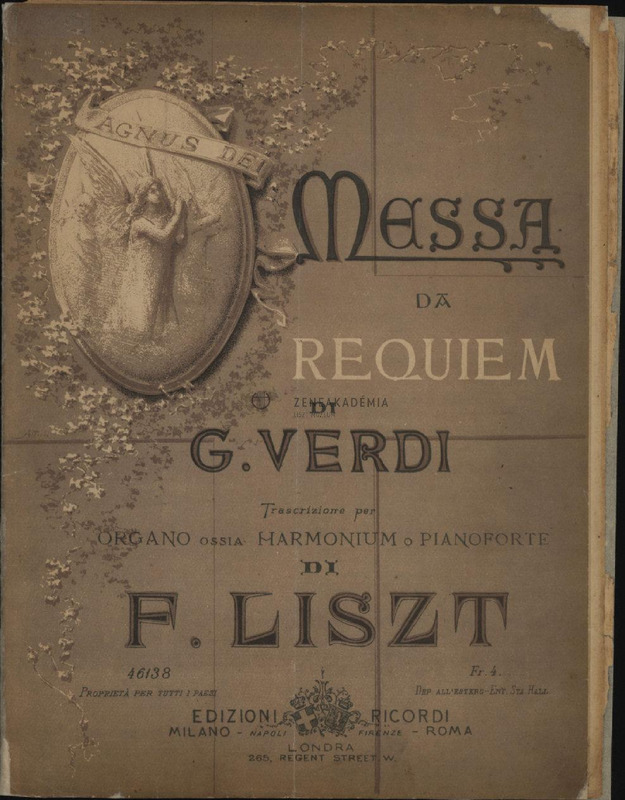 AGNUS DEI
MESSA
DA
REQUIEM
ZENEAKADÉMIA
DI
G. VERDI
Trascrizione per
ORGANO OSSIA HARMONIUM O PIANOFORTE
DI
F. LISZT
46138
Fr. 4.
PROPRIETÀ PER TUTTI I PAESI
DEP. ALL'ESTERO-ENT. STA. HALL.
EDIZIONI RICORDI
MILANO - NAPOLI FIRENZE - ROMA
LONDRA
265, REGENT STREET W.